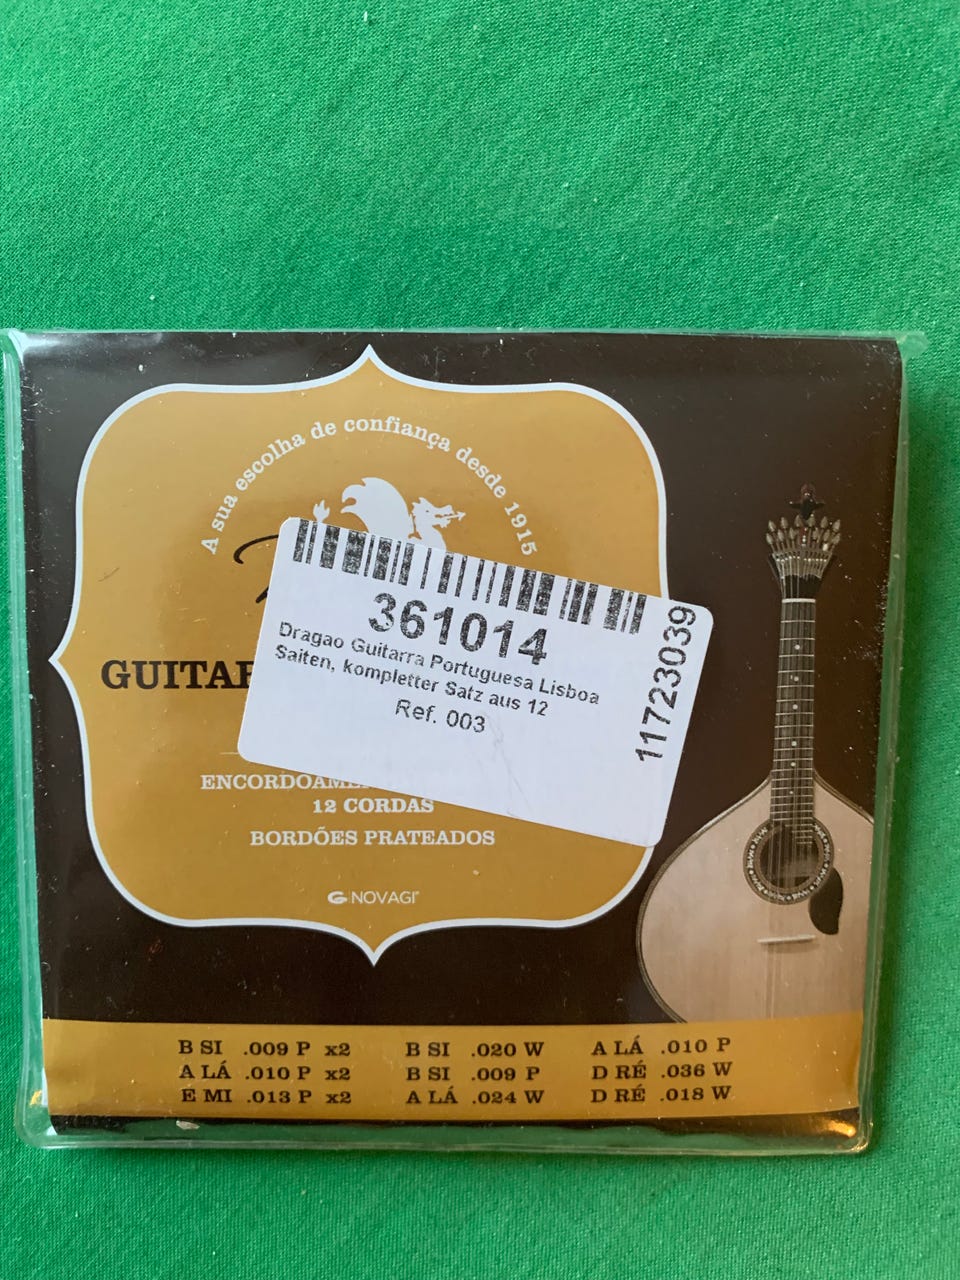 A sua escolha de confiança desde 1915
361014
Dragao Guitarra Portuguesa Lisboa
Saiten, kompletter Satz aus 12
Ref. 003
11723039
12 CORDAS
BORDÕES PRATEADOS
G NOVAGI
B SI .009 P x2 B SI .020 W A LÁ .010 P
A LÁ .010 P x2 B SI .009 P D RÉ .036 W
E MI .013 P x2 A LÁ .024 W D RÉ .018 W